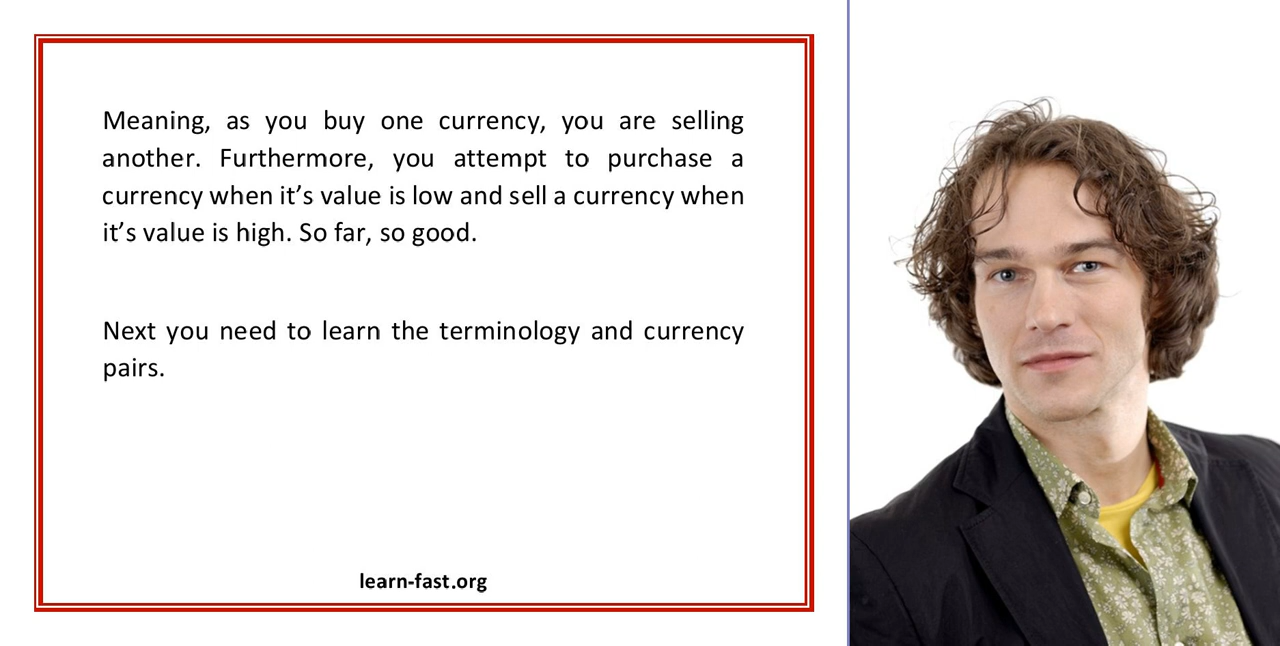 Meaning, as you buy one currency, you are selling
another. Furthermore, you attempt to purchase a
currency when it’s value is low and sell a currency when
it’s value is high. So far, so good.
Next you need to learn the terminology and currency
pairs.
learn-fast.org